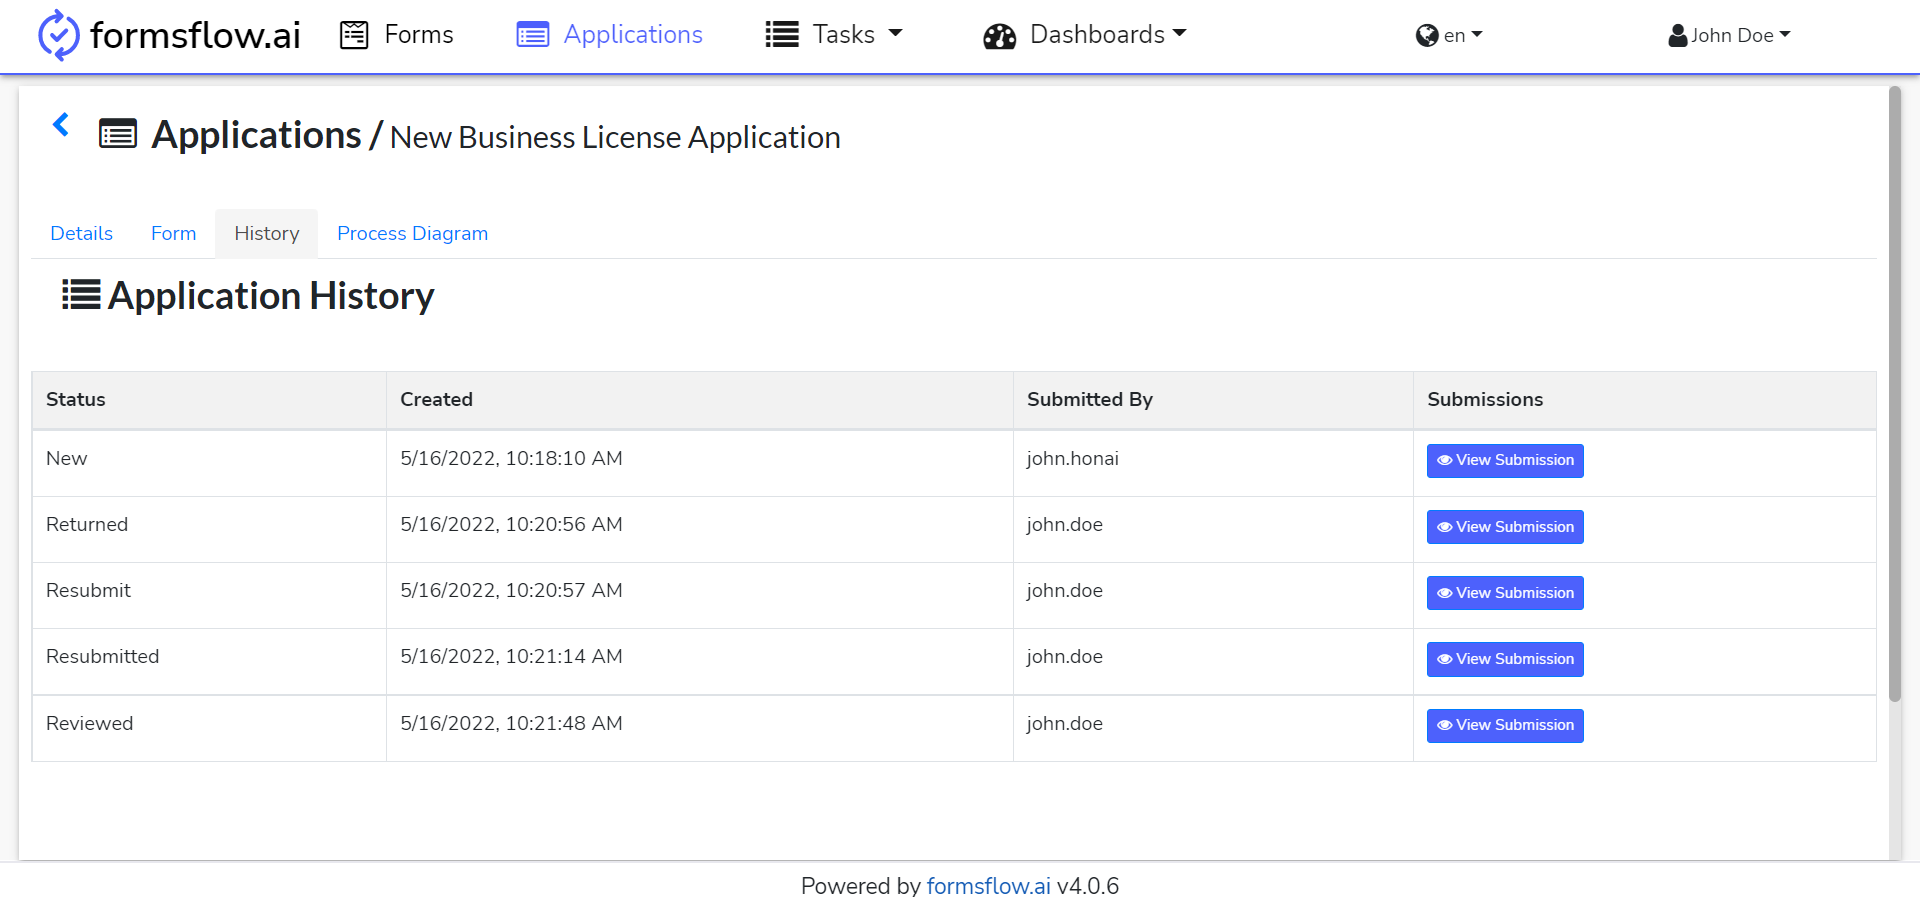 formsflow.ai Forms Applications Tasks Dashboards en John Doe
Applications / New Business License Application
Details Form History Process Diagram
Application History
Status Created Submitted By Submissions
New 5/16/2022, 10:18:10 AM john.honai View Submission
Returned 5/16/2022, 10:20:56 AM john.doe View Submission
Resubmit 5/16/2022, 10:20:57 AM john.doe View Submission
Resubmitted 5/16/2022, 10:21:14 AM john.doe View Submission
Reviewed 5/16/2022, 10:21:48 AM john.doe View Submission
Powered by formsflow.ai v4.0.6